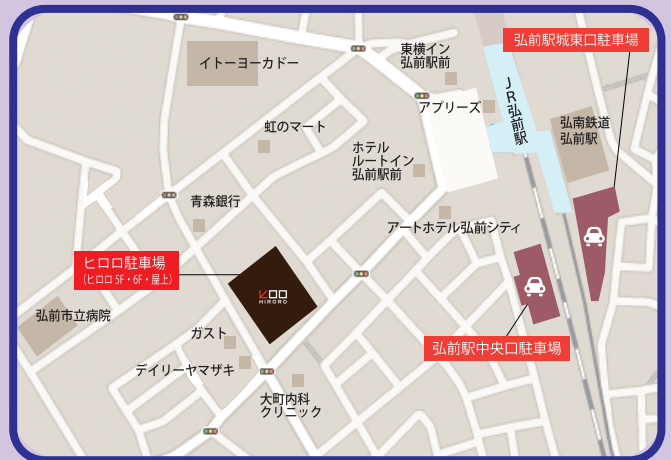 弘前駅城東口駐車場
東横イン
弘前駅前
イトーヨーカドー
JR弘前駅
アプリーズ
弘南鉄道
弘前駅
虹のマート
ホテル
ルートイン
弘前駅前
青森銀行
アートホテル弘前シティ
ヒロロ駐車場
(ヒロロ 5F・6F・屋上)
ヒロロ
HIRORO
弘前市立病院
ガスト
弘前駅中央口駐車場
デイリーヤマザキ
大町内科
クリニック